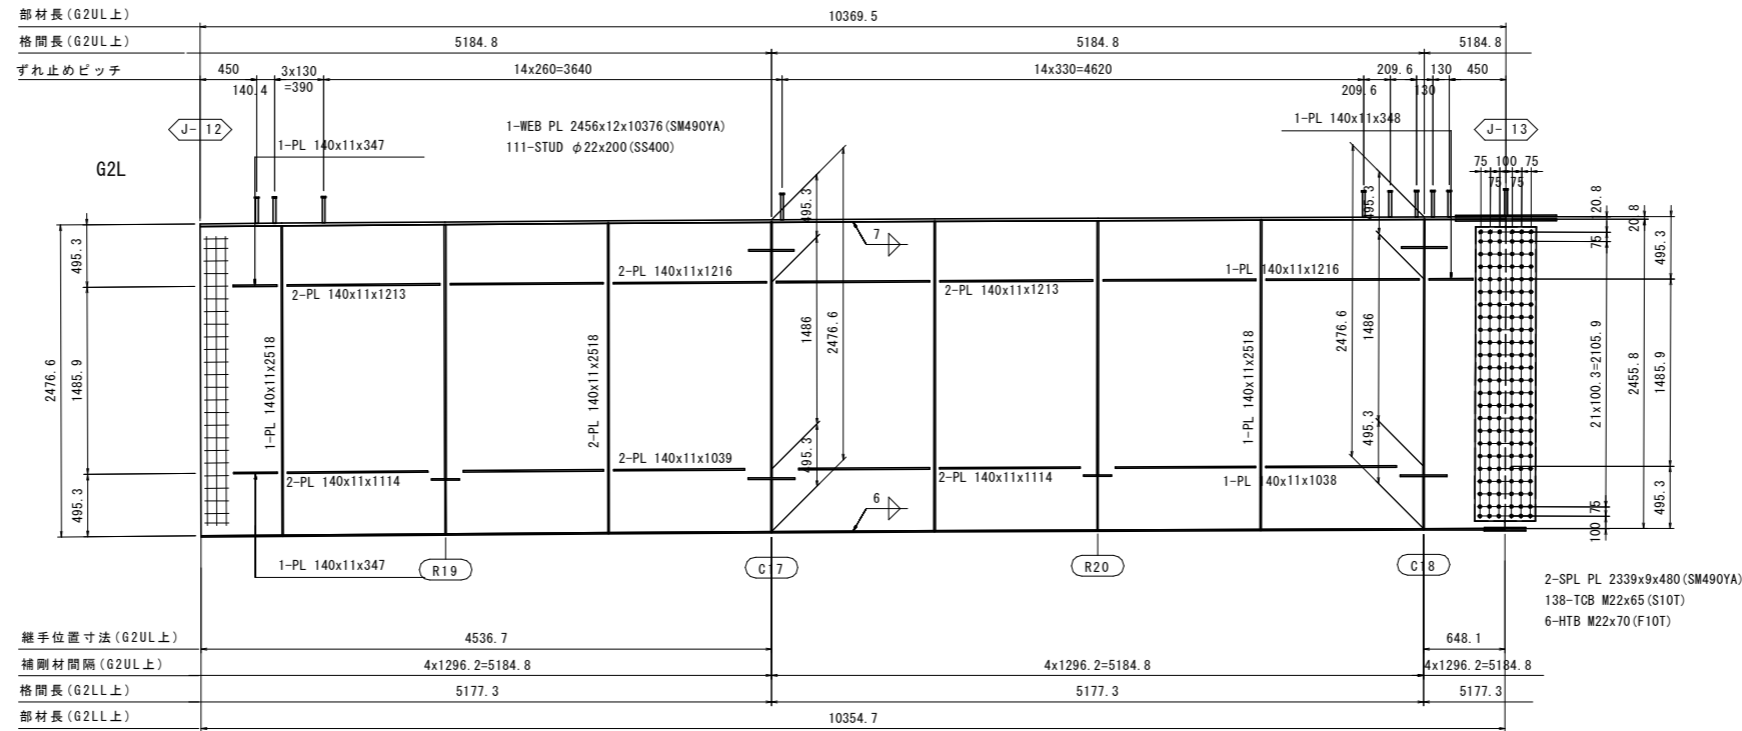 部材長(G2UL上)
10369.5
格間長(G2UL上)
5184.8
5184.8
5184.8
ずれ止めピッチ
450
3x130
=390
140.4
14x260=3640
14x330=4620
209.6
209.6
130
130
450
J- 12
1-WEB PL 2456x12x10376(SM490YA)
111-STUD φ22x200(SS400)
1-PL 140x11x347
1-PL 140x11x348
J- 13
G2L
75
100
75
75
75
120.8
20.8
75
495.3
495.3
495.3
495.3
7
2-PL 140x11x1216
1-PL 140x11x1216
2-PL 140x11x1213
2-PL 140x11x1213
2476.6
1485.9
1-PL 140x11x2518
2-PL 140x11x2518
1486
2476.6
2476.6
1486
1-PL 140x11x2518
21x100.3=2105.9
2455.8
1485.9
2-PL 140x11x1039
2-PL 140x11x1114
2-PL 140x11x1114
1-PL 140x11x1038
495.3
495.3
495.3
495.3
75
100
6
1-PL 140x11x347
R19
C17
R20
C18
2-SPL PL 2339x9x480(SM490YA)
138-TCB M22x65(S10T)
6-HTB M22x70(F10T)
継手位置寸法(G2UL上)
4536.7
648.1
補剛材間隔(G2UL上)
4x1296.2=5184.8
4x1296.2=5184.8
4x1296.2=5184.8
格間長(G2LL上)
5177.3
5177.3
5177.3
部材長(G2LL上)
10354.7